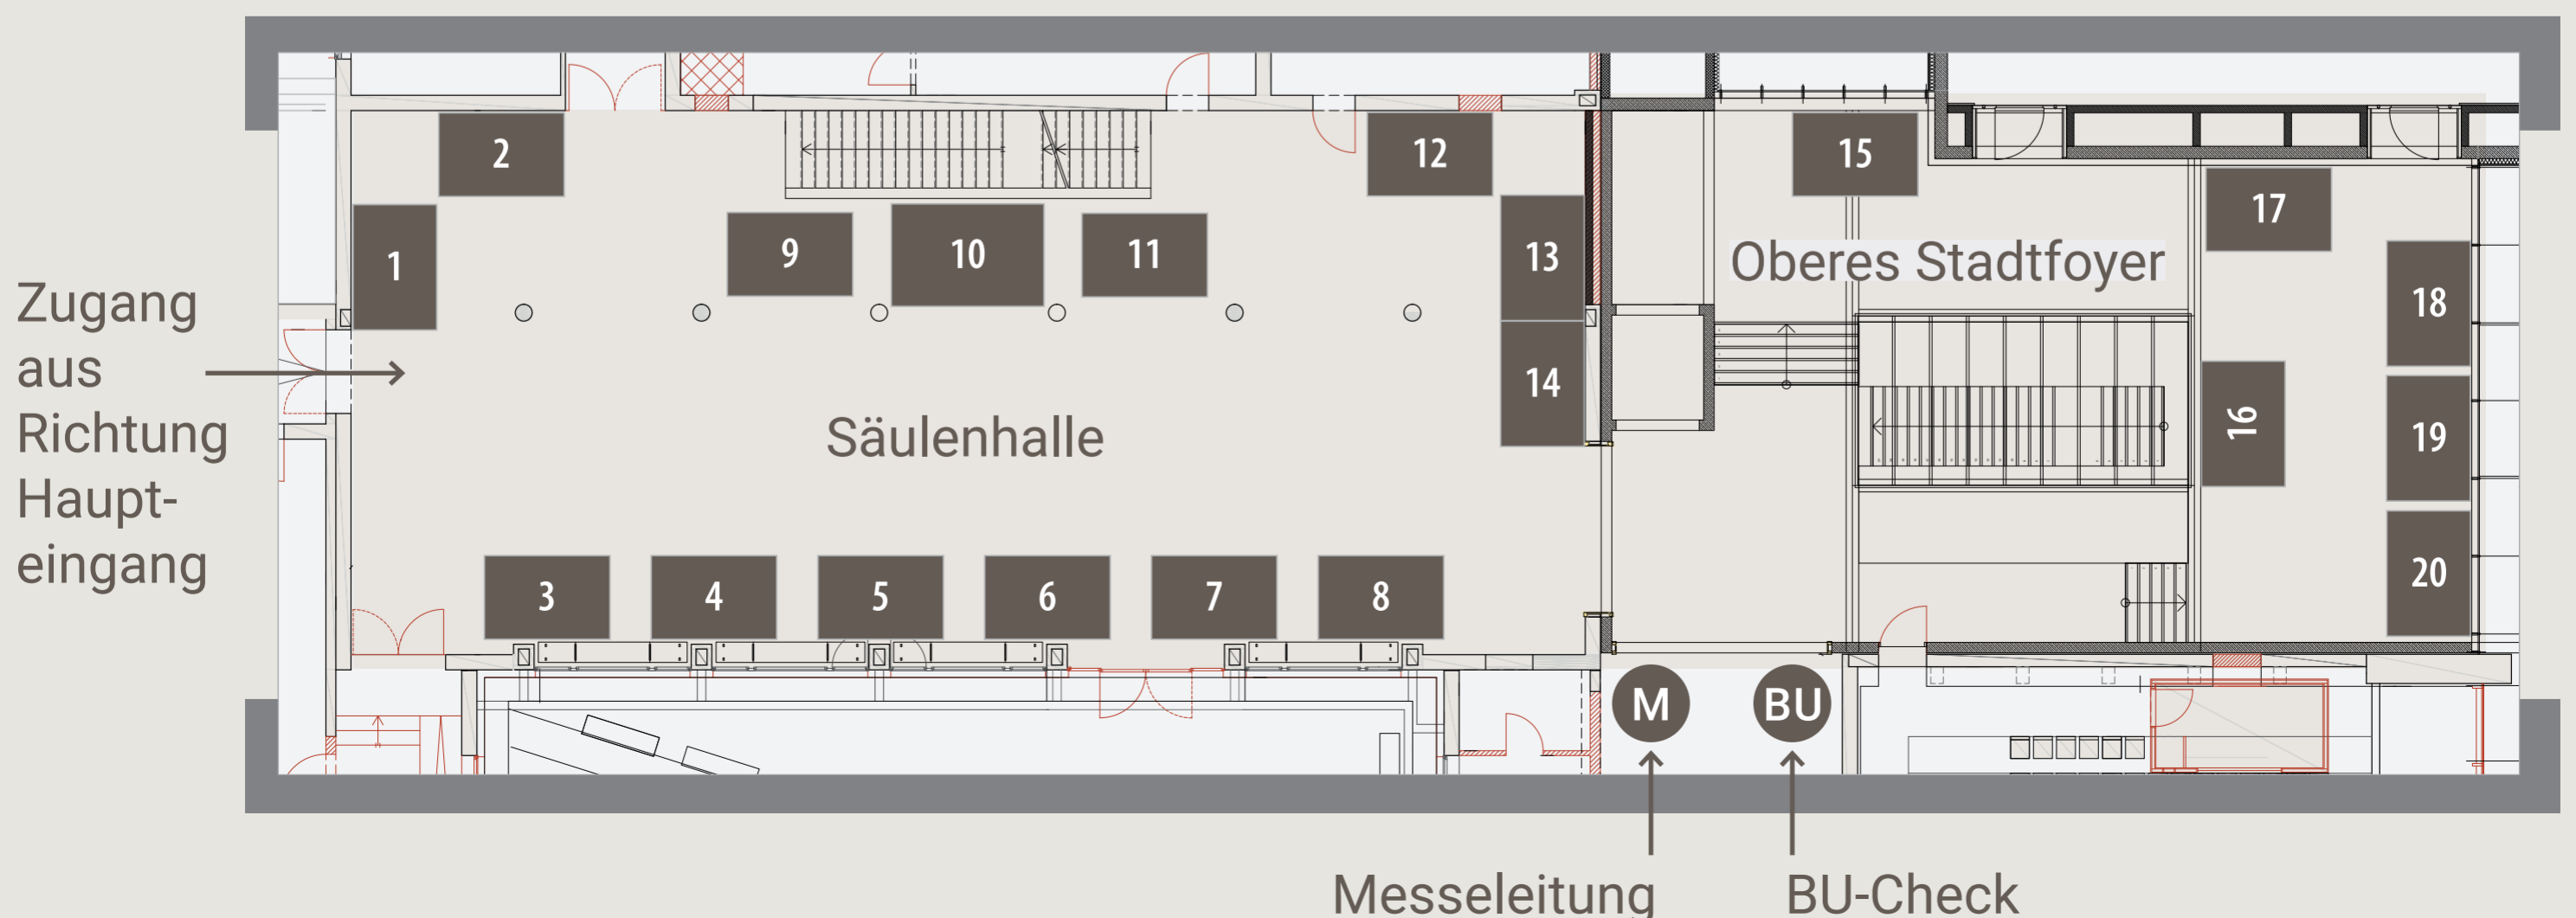 2
12
15
17
1
9
10
11
13
Oberes Stadtfoyer
18
Zugang
aus
Richtung
Haupt-
eingang
14
Säulenhalle
16
19
3
4
5
6
7
8
20
M
BU
Messeleitung
BU-Check